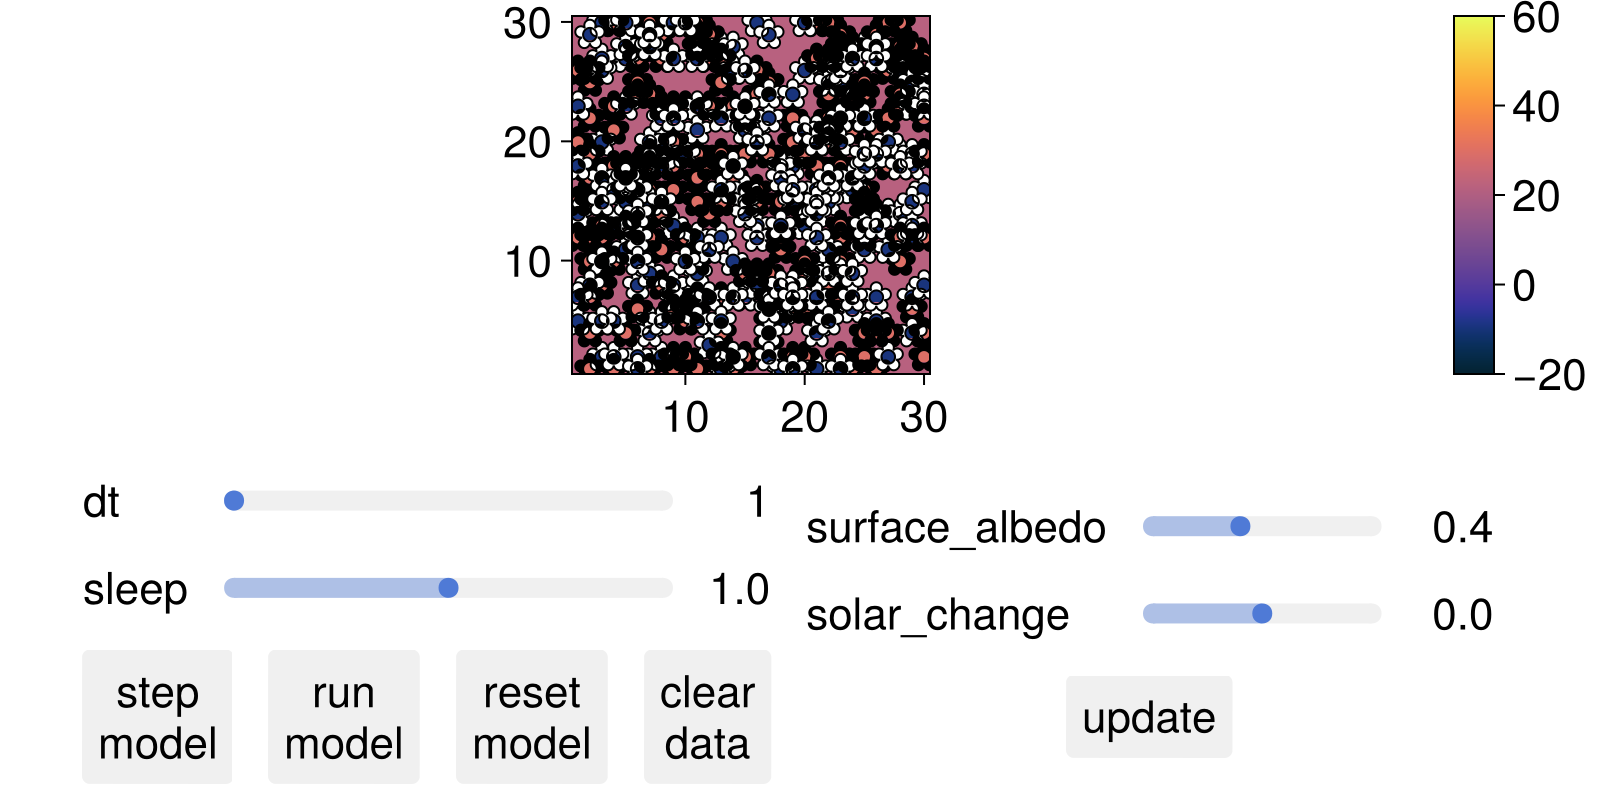 30
20
10
10
20
30
60
40
20
0
−20
dt
1
sleep
1.0
surface_albedo
0.4
solar_change
0.0
step
model
run
model
reset
model
clear
data
update